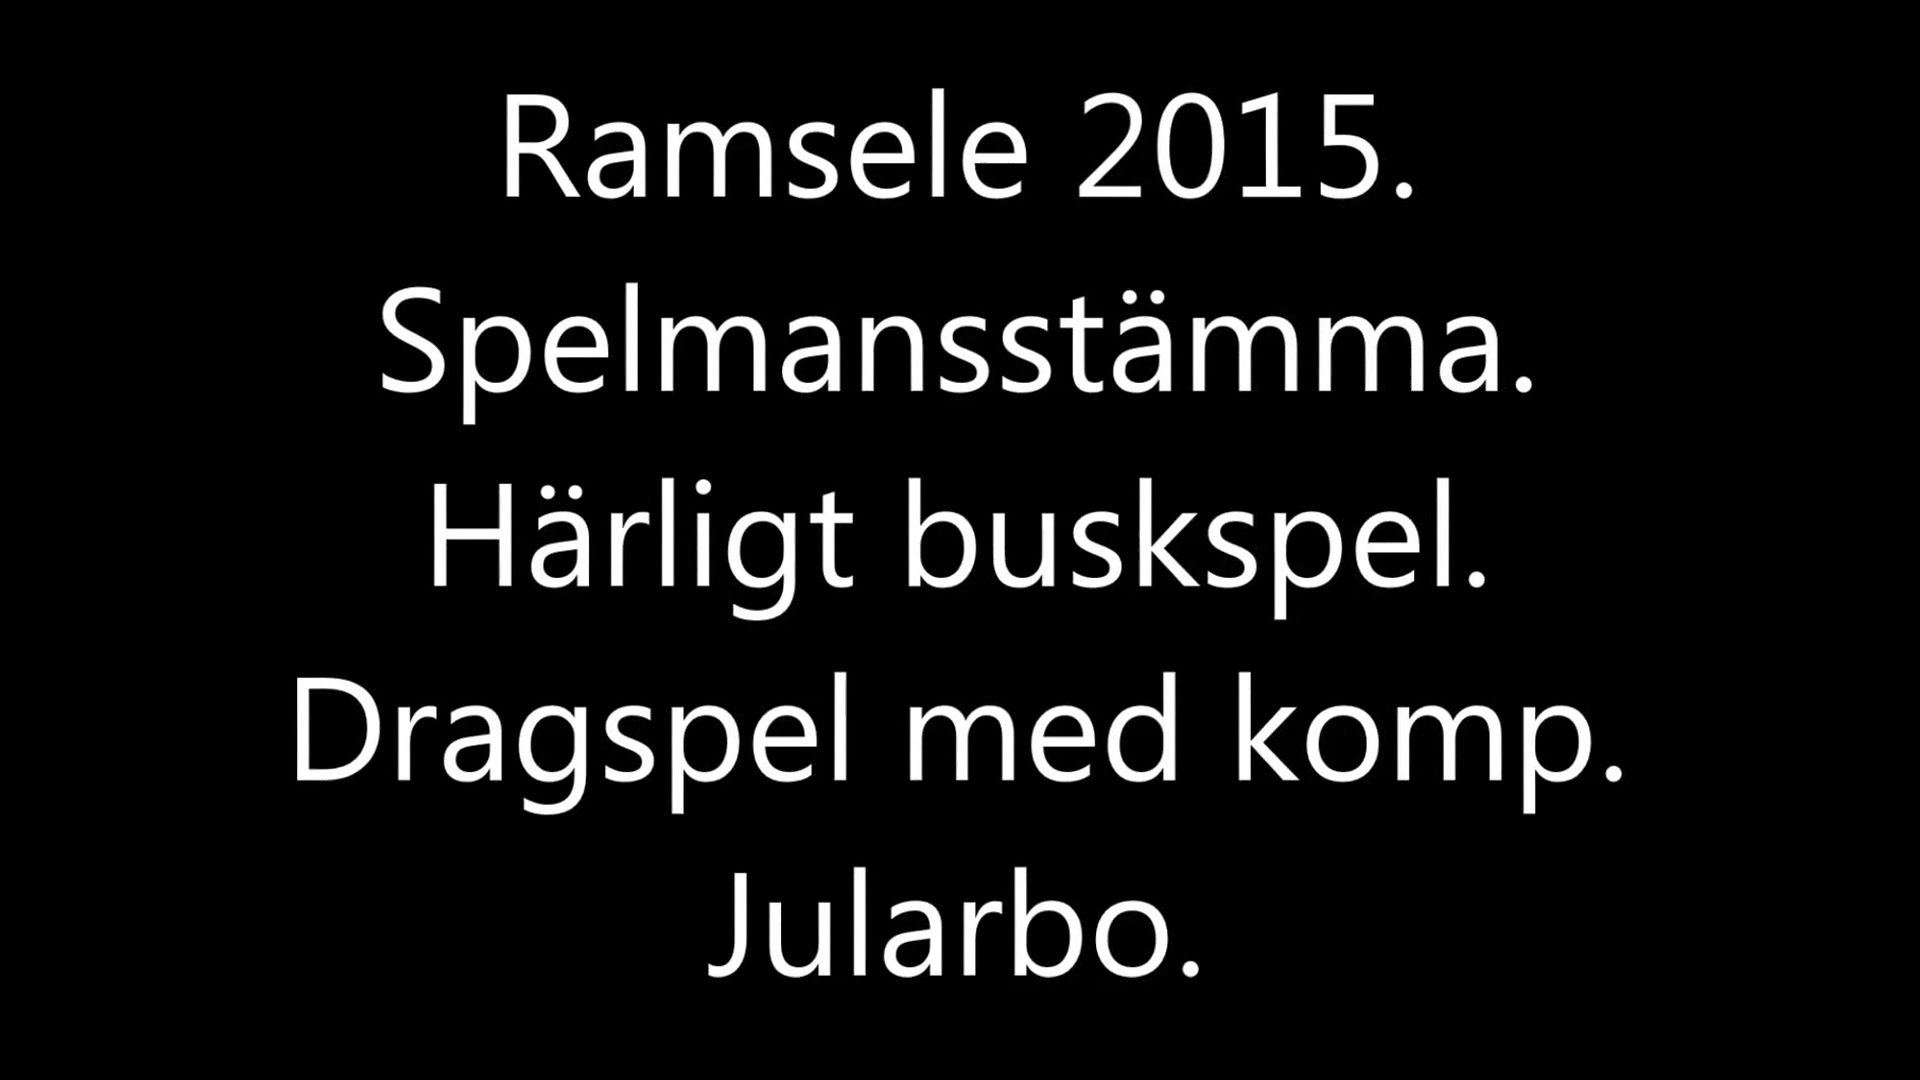 Ramsele 2015.
Spelmansstämma.
Härligt buskspel.
Dragspel med komp.
Jularbo.